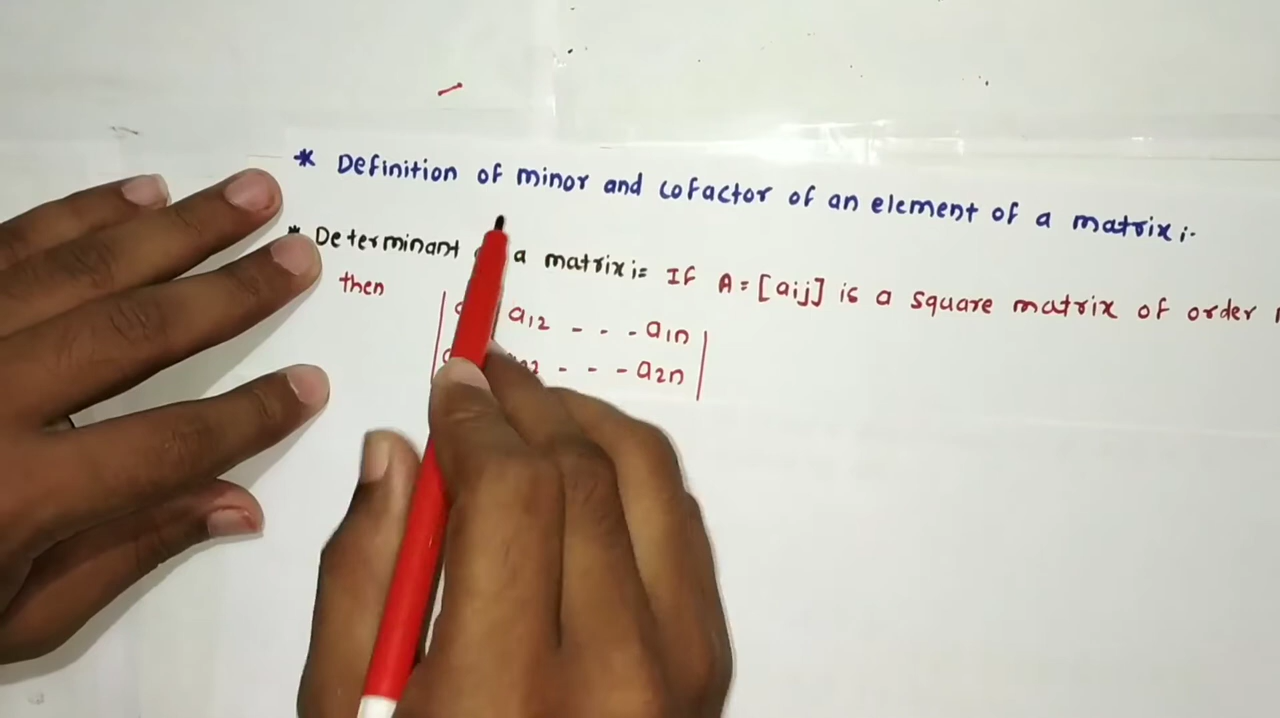 * Definition of minor and cofactor of an element of a matrix :-
* Determinant a matrix := If A = [aij] is a square matrix of order
then
a12 - - - a1n
- - - a2n